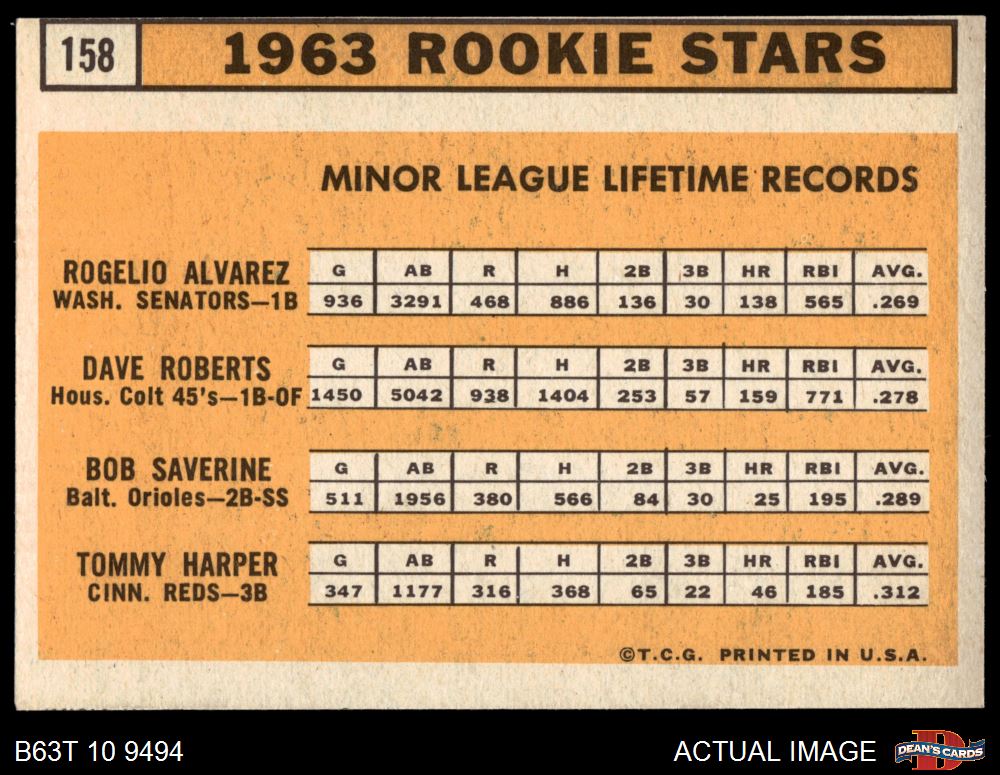 158 1963 ROOKIE STARS
MINOR LEAGUE LIFETIME RECORDS
ROGELIO ALVAREZ G AB R H 2B 3B HR RBI AVG.
WASH. SENATORS—1B 936 3291 468 886 136 30 138 565 .269
DAVE ROBERTS G AB R H 2B 3B HR RBI AVG.
Hous. Colt 45's—1B-OF 1450 5042 938 1404 253 57 159 771 .278
BOB SAVERINE G AB R H 2B 3B HR RBI AVG.
Balt. Orioles—2B-SS 511 1956 380 566 84 30 25 195 .289
TOMMY HARPER G AB R H 2B 3B HR RBI AVG.
CINN. REDS—3B 347 1177 316 368 65 22 46 185 .312
©T.C.G. PRINTED IN U.S.A.
B63T 10 9494 ACTUAL IMAGE DEAN'S CARDS